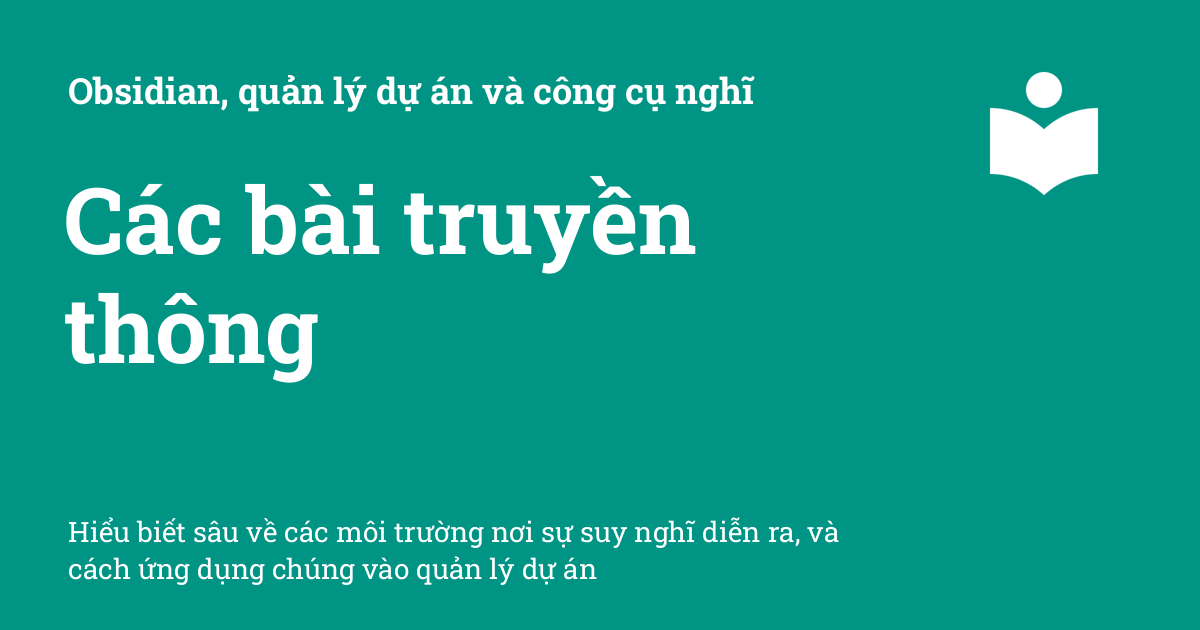 Obsidian, quản lý dự án và công cụ nghĩ
Các bài truyền
thông
Hiểu biết sâu về các môi trường nơi sự suy nghĩ diễn ra, và
cách ứng dụng chúng vào quản lý dự án